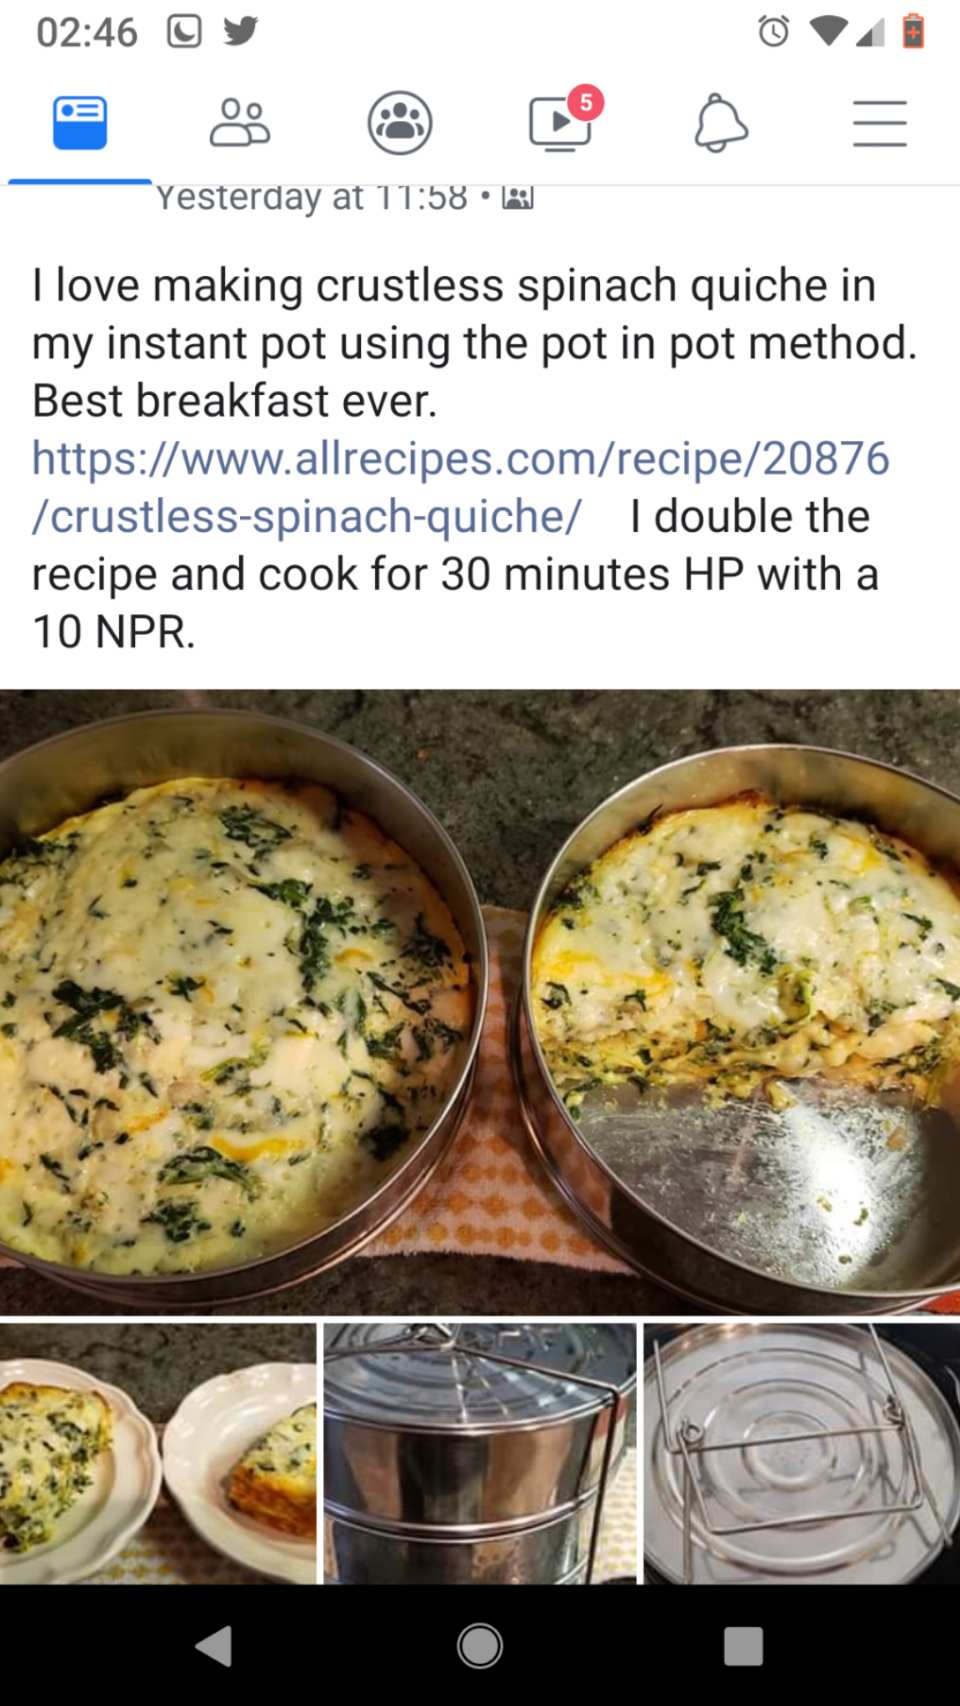 02:46
5
Yesterday at 11:58 •
I love making crustless spinach quiche in
my instant pot using the pot in pot method.
Best breakfast ever.
https://www.allrecipes.com/recipe/20876
/crustless-spinach-quiche/ I double the
recipe and cook for 30 minutes HP with a
10 NPR.